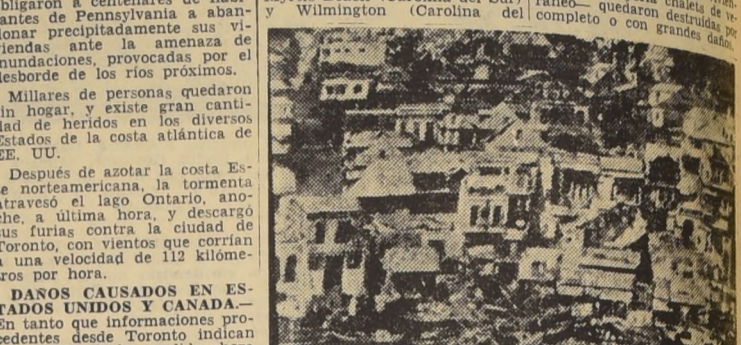 bligaron a centenares de habi-
antes de Pennsylvania a aban-
donar precipitadamente sus vi-
viendas ante la amenaza de
inundaciones, provocadas por el
desborde de los ríos próximos.
Millares de personas quedaron
sin hogar, y existe gran canti-
dad de heridos en los diversos
Estados de la costa atlántica de
EE. UU.
Después de azotar la costa Es-
te norteamericana, la tormenta
atravesó el lago Ontario, ano-
che, a última hora, y descargó
sus furias contra la ciudad de
Toronto, con vientos que corrían
a una velocidad de 112 kilóme-
tros por hora.
DAÑOS CAUSADOS EN ES-
TADOS UNIDOS Y CANADA.—
En tanto que informaciones pro-
cedentes desde Toronto indican
y Wilmington (Carolina del
chalets de ve-
raneo— quedaron destruídas por
completo o con grandes daños.